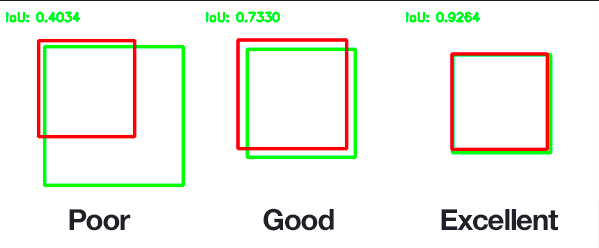 IoU: 0.4034
IoU: 0.7330
IoU: 0.9264
Poor
Good
Excellent